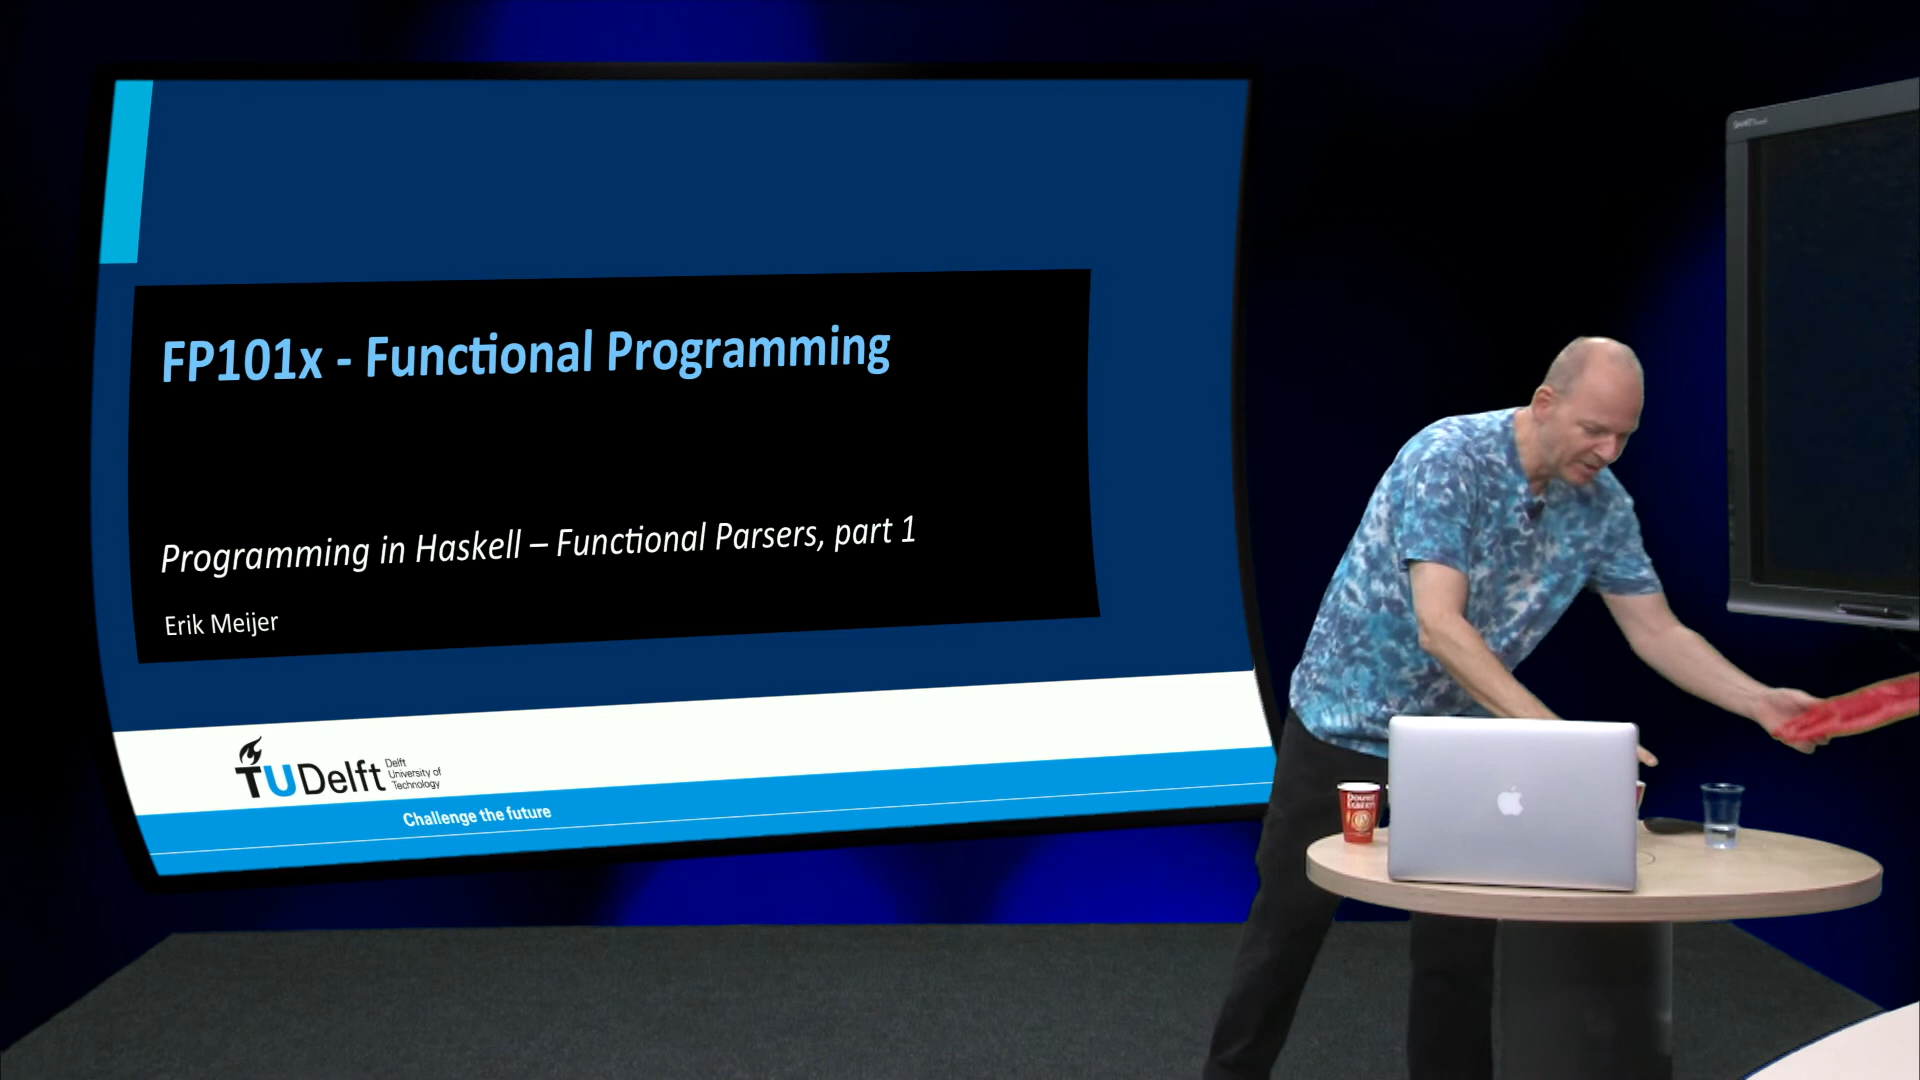 FP101x - Functional Programming
Programming in Haskell – Functional Parsers, part 1
Erik Meijer
TUDelft
Delft
University of
Technology
Challenge the future